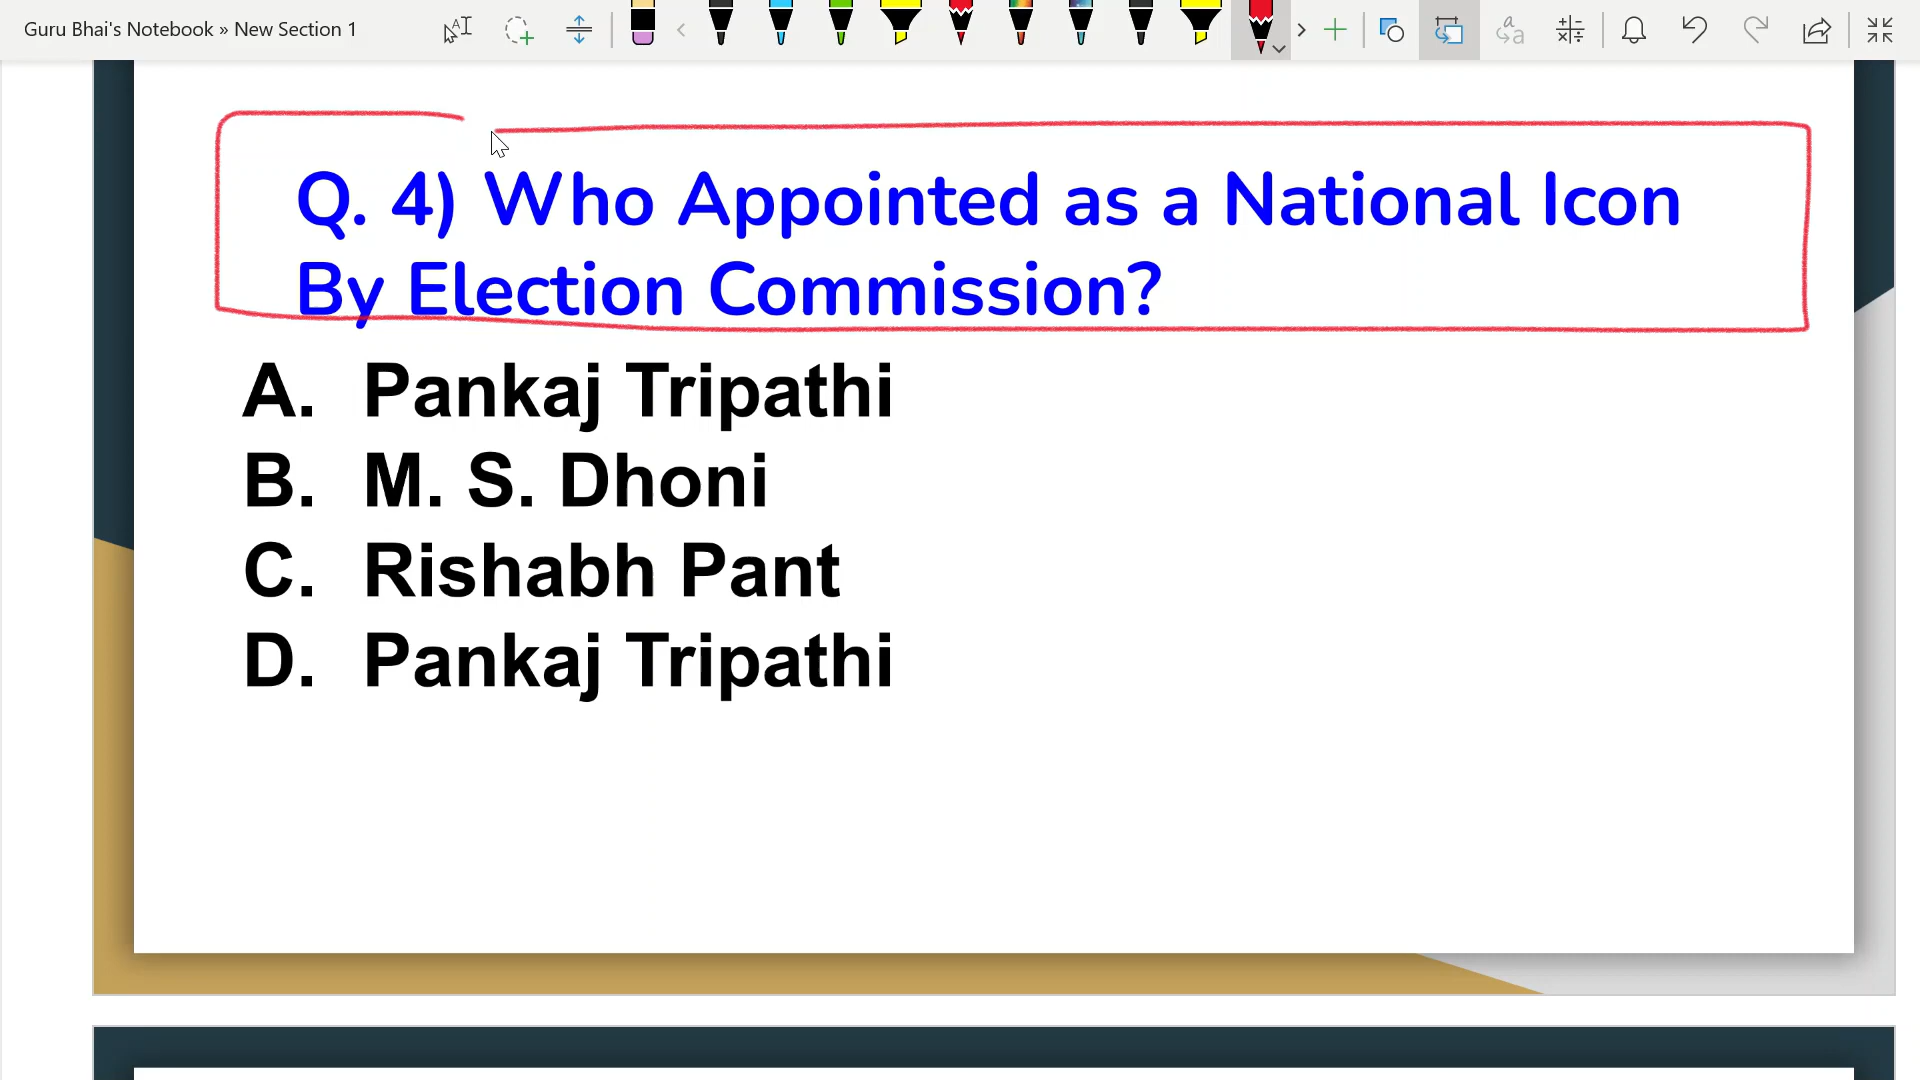 Guru Bhai's Notebook » New Section 1
Q. 4) Who Appointed as a National Icon
By Election Commission?
A. Pankaj Tripathi
B. M. S. Dhoni
C. Rishabh Pant
D. Pankaj Tripathi